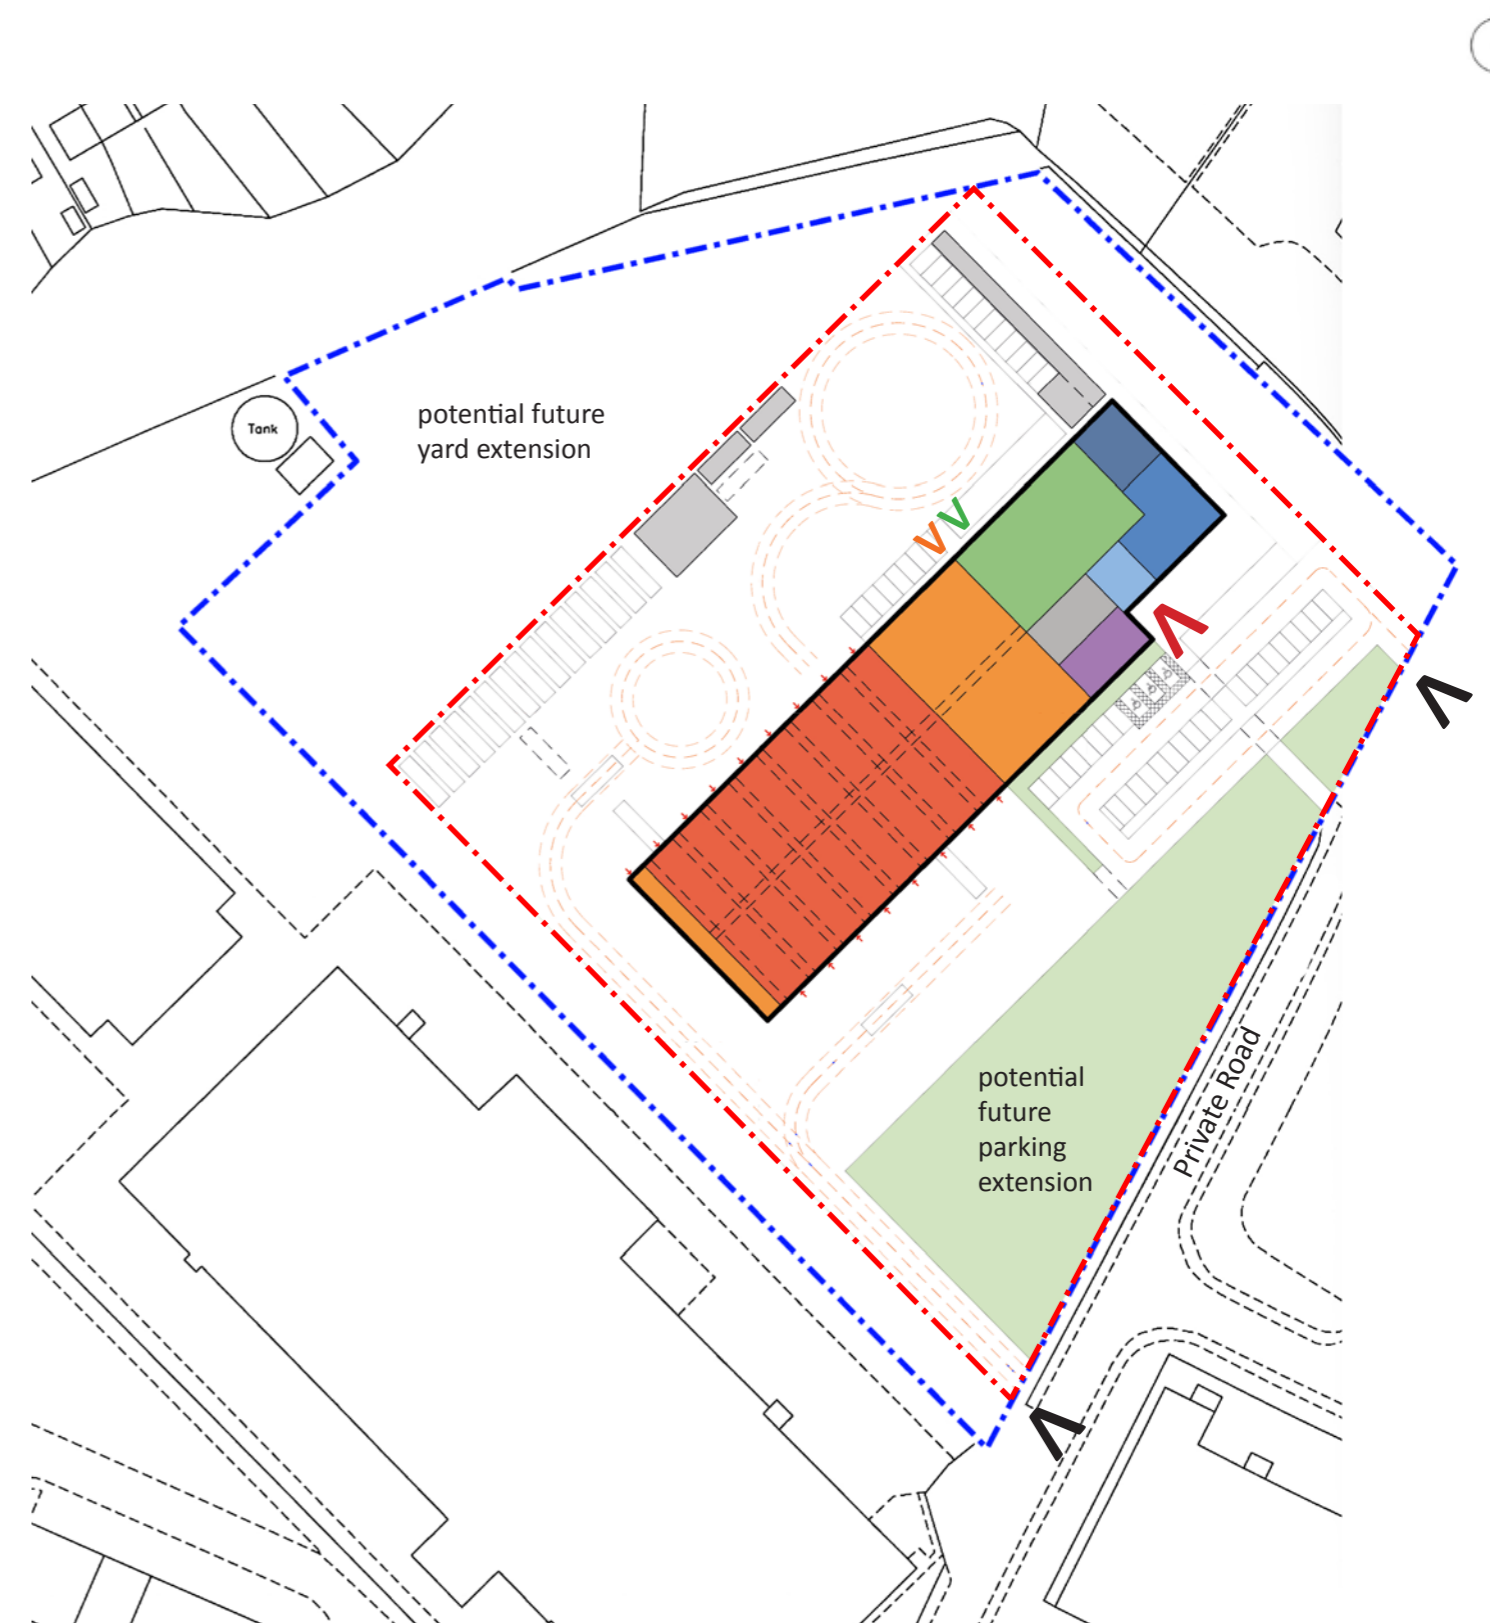 potential future
yard extension
Tank
potential
future
parking
extension
Private Road